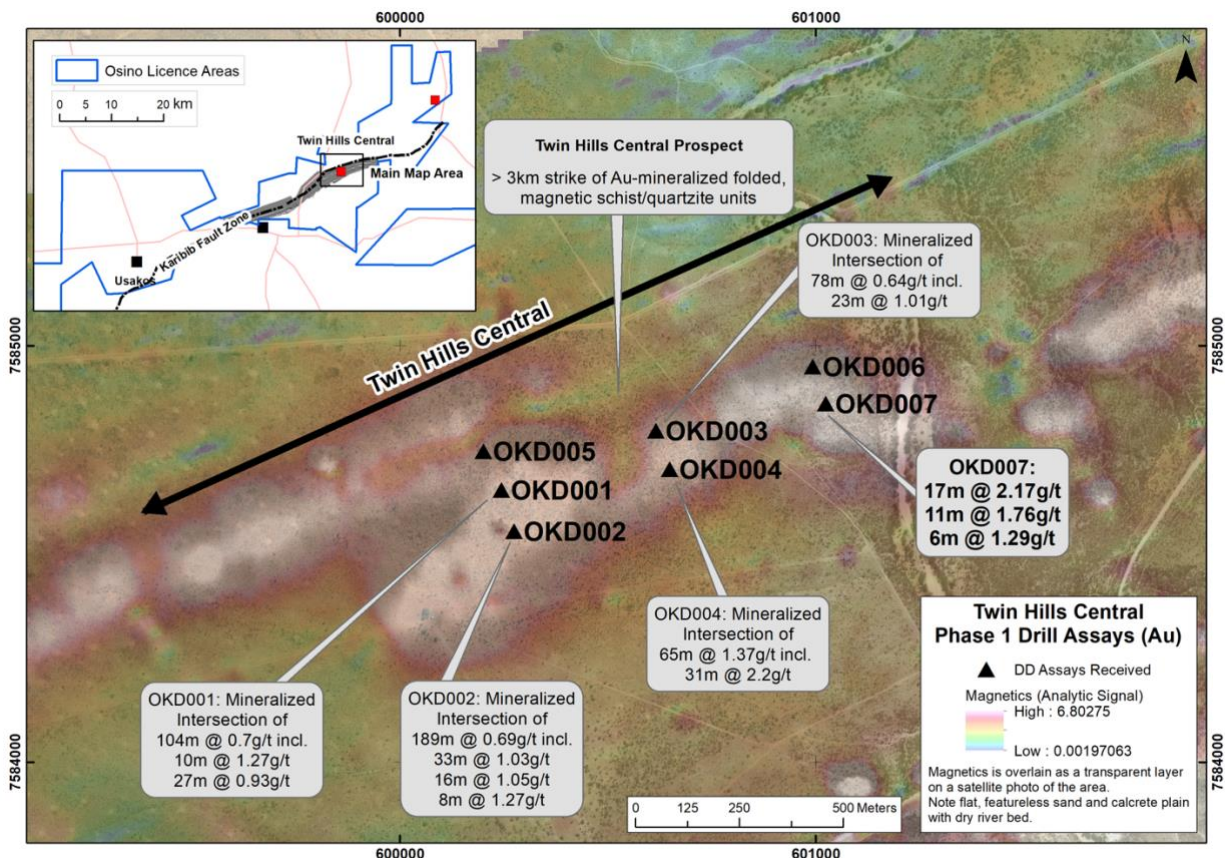 600000
601000
Osino Licence Areas
0 5 10 20 km
Twin Hills Central
Main Map Area
Karibib Fault Zone
Usakos
N
Twin Hills Central Prospect
> 3km strike of Au-mineralized folded,
magnetic schist/quartzite units
OKD003: Mineralized
Intersection of
78m @ 0.64g/t incl.
23m @ 1.01g/t
7585000
7585000
Twin Hills Central
OKD006
OKD007
OKD003
OKD004
OKD005
OKD001
OKD002
OKD007:
17m @ 2.17g/t
11m @ 1.76g/t
6m @ 1.29g/t
OKD004: Mineralized
Intersection of
65m @ 1.37g/t incl.
31m @ 2.2g/t
OKD001: Mineralized
Intersection of
104m @ 0.7g/t incl.
10m @ 1.27g/t
27m @ 0.93g/t
OKD002: Mineralized
Intersection of
189m @ 0.69g/t incl.
33m @ 1.03g/t
16m @ 1.05g/t
8m @ 1.27g/t
Twin Hills Central
Phase 1 Drill Assays (Au)
DD Assays Received
Magnetics (Analytic Signal)
High : 6.80275
Low : 0.00197063
Magnetics is overlain as a transparent layer
on a satellite photo of the area.
Note flat, featureless sand and calcrete plain
with dry river bed.
7584000
7584000
0 125 250 500 Meters
600000
601000